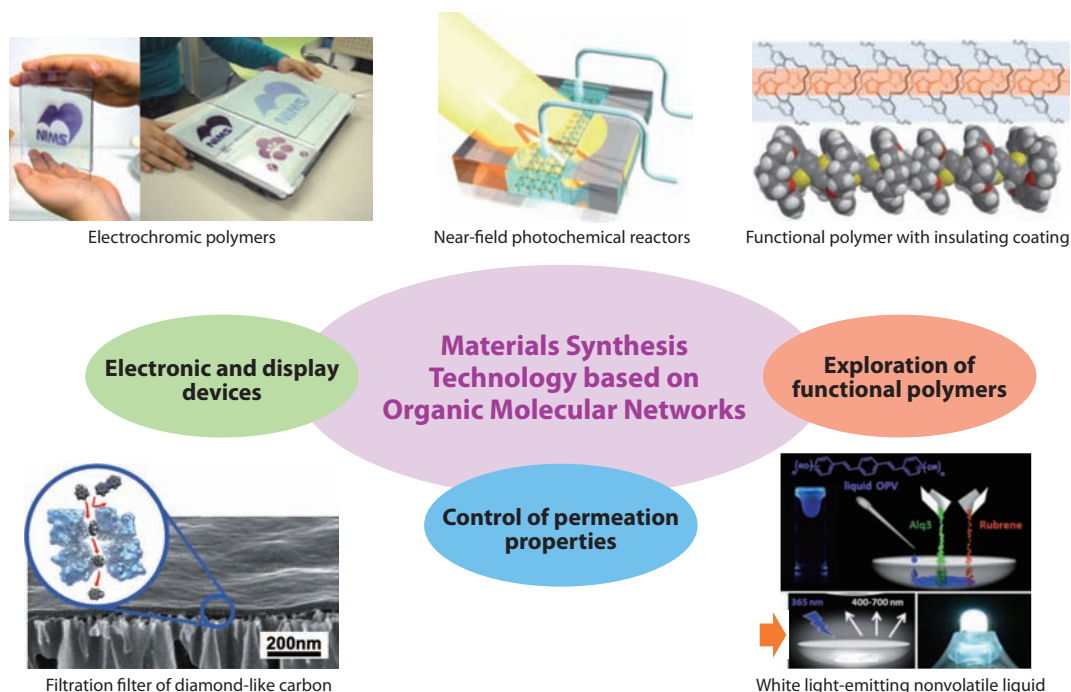 NIMS
NIMS
Electrochromic polymers
Near-field photochemical reactors
Functional polymer with insulating coating
Materials Synthesis
Technology based on
Organic Molecular Networks
Electronic and display
devices
Exploration of
functional polymers
Control of permeation
properties
200nm
Filtration filter of diamond-like carbon
liquid OPV
Alq3
Rubrene
365 nm
400-700 nm
White light-emitting nonvolatile liquid